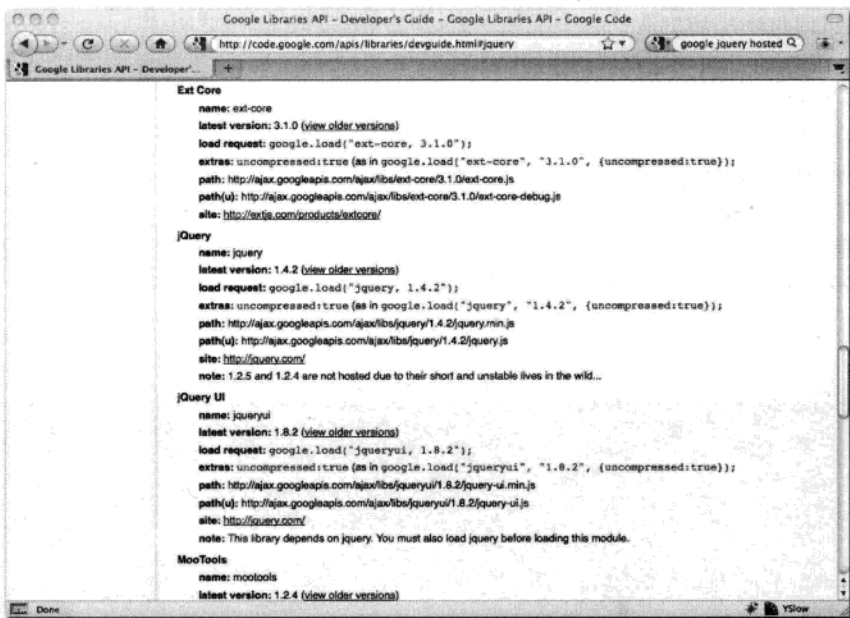 Google Libraries API – Developer's Guide – Google Libraries API – Google Code
http://code.google.com/apis/libraries/devguide.html#jquery
google jquery hosted
Google Libraries API – Developer'...
Ext Core
name: ext-core
latest version: 3.1.0 (view older versions)
load request: google.load("ext-core, 3.1.0");
extras: uncompressed:true (as in google.load("ext-core", "3.1.0", {uncompressed:true});
path: http://ajax.googleapis.com/ajax/libs/ext-core/3.1.0/ext-core.js
path(u): http://ajax.googleapis.com/ajax/libs/ext-core/3.1.0/ext-core-debug.js
site: http://extjs.com/products/extcore/
jQuery
name: jquery
latest version: 1.4.2 (view older versions)
load request: google.load("jquery, 1.4.2");
extras: uncompressed:true (as in google.load("jquery", "1.4.2", {uncompressed:true});
path: http://ajax.googleapis.com/ajax/libs/jquery/1.4.2/jquery.min.js
path(u): http://ajax.googleapis.com/ajax/libs/jquery/1.4.2/jquery.js
site: http://jquery.com/
note: 1.2.5 and 1.2.4 are not hosted due to their short and unstable lives in the wild...
jQuery UI
name: jqueryui
latest version: 1.8.2 (view older versions)
load request: google.load("jqueryui, 1.8.2");
extras: uncompressed:true (as in google.load("jqueryui", "1.8.2", {uncompressed:true});
path: http://ajax.googleapis.com/ajax/libs/jqueryui/1.8.2/jquery-ui.min.js
path(u): http://ajax.googleapis.com/ajax/libs/jqueryui/1.8.2/jquery-ui.js
site: http://jquery.com/
note: This library depends on jquery. You must also load jquery before loading this module.
MooTools
name: mootools
latest version: 1.2.4 (view older versions)
Done
YSlow